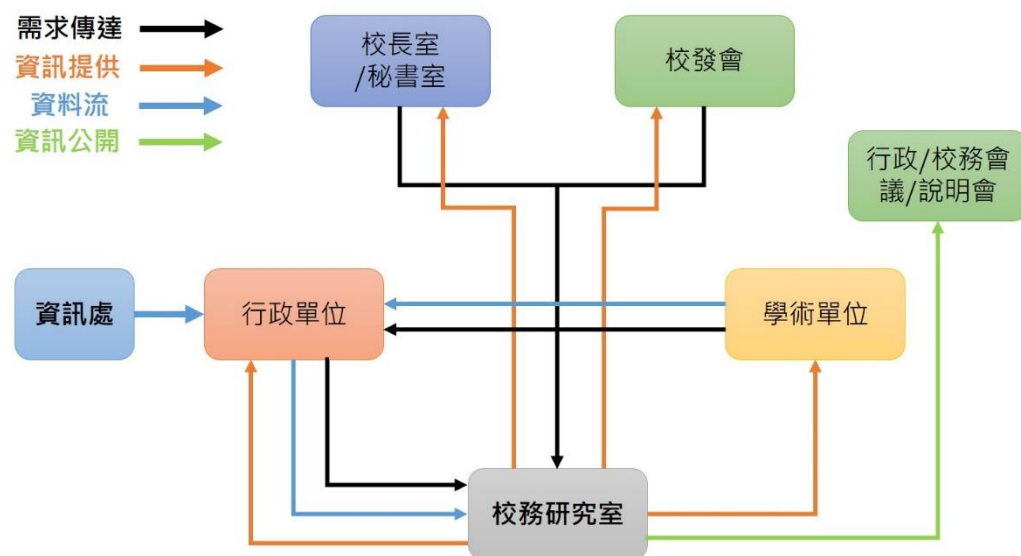 需求傳達
資訊提供
資料流
資訊公開
校長室
/秘書室
校發會
行政/校務會
議/說明會
資訊處
行政單位
學術單位
校務研究室